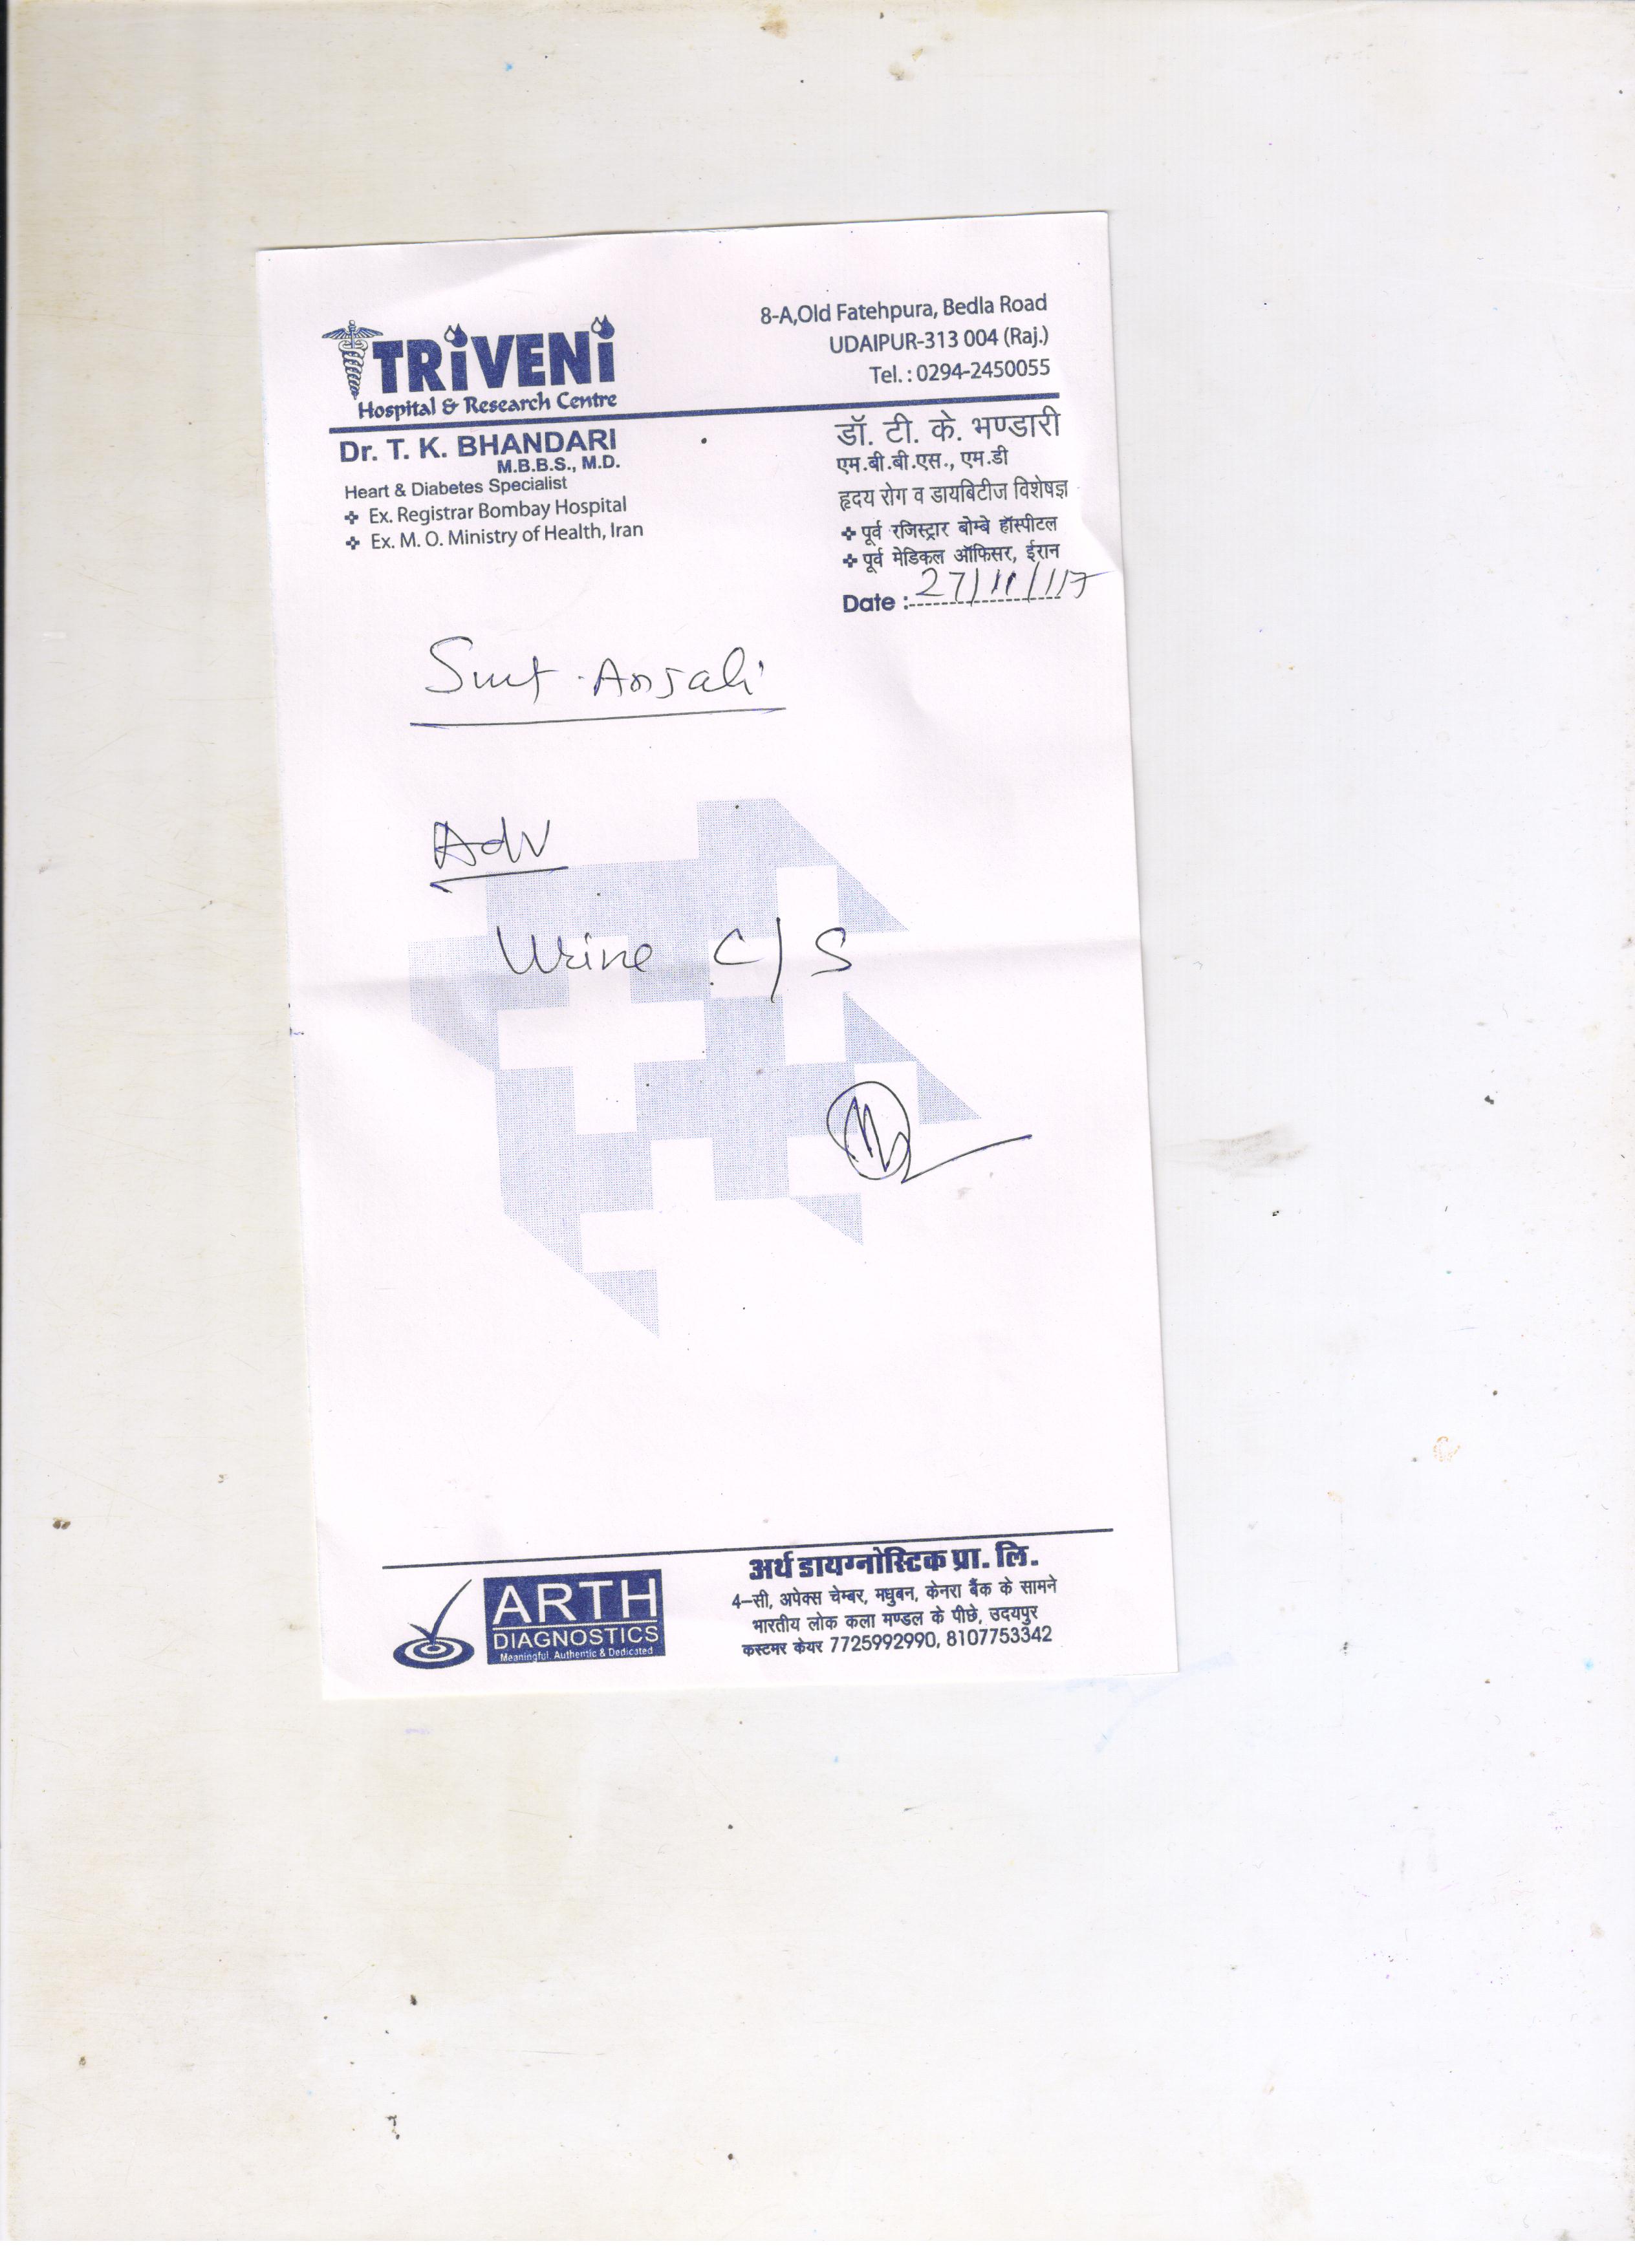 TRiVENi
Hospital & Research Centre
8-A,Old Fatehpura, Bedla Road
UDAIPUR-313 004 (Raj.)
Tel. : 0294-2450055
Dr. T. K. BHANDARI
M.B.B.S., M.D.
Heart & Diabetes Specialist
Ex. Registrar Bombay Hospital
Ex. M. O. Ministry of Health, Iran
डॉ. टी. के. भण्डारी
एम.बी.बी.एस., एम.डी
हृदय रोग व डायबिटीज विशेषज्ञ
पूर्व रजिस्ट्रार बोम्बे हॉस्पीटल
पूर्व मेडिकल ऑफिसर, ईरान
Date : 27/11/17
Smt. Anjali
Adv
Urine C/S
ARTH
DIAGNOSTICS
Meaningful. Authentic & Dedicated
अर्थ डायग्नोस्टिक प्रा. लि.
4-सी, अपेक्स चेम्बर, मधुबन, केनरा बैंक के सामने
भारतीय लोक कला मण्डल के पीछे, उदयपुर
कस्टमर केयर 7725992990, 8107753342